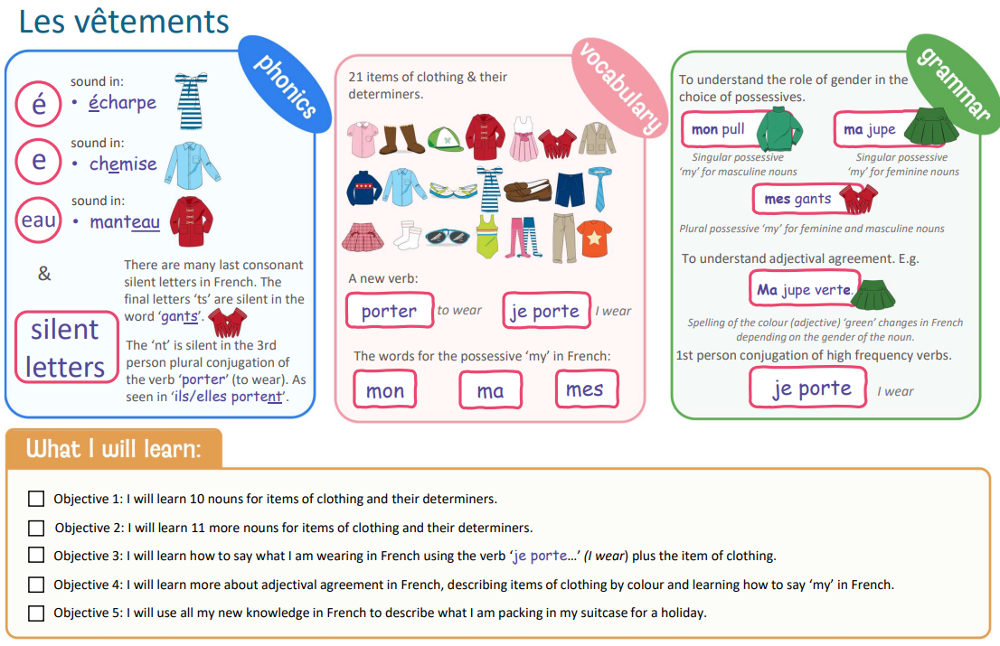 Les vêtements
phonics
é
sound in:
• écharpe
e
sound in:
• chemise
eau
sound in:
• manteau
&
silent
letters
There are many last consonant
silent letters in French. The
final letters ‘ts’ are silent in the
word ‘gants’.
The ‘nt’ is silent in the 3rd
person plural conjugation of
the verb ‘porter’ (to wear). As
seen in ‘ils/elles portent’.
vocabulary
21 items of clothing & their
determiners.
A new verb:
porter to wear je porte I wear
The words for the possessive ‘my’ in French:
mon ma mes
grammar
To understand the role of gender in the
choice of possessives.
mon pull
Singular possessive
‘my’ for masculine nouns
ma jupe
Singular possessive
‘my’ for feminine nouns
mes gants
Plural possessive ‘my’ for feminine and masculine nouns
To understand adjectival agreement. E.g.
Ma jupe verte.
Spelling of the colour (adjective) ‘green’ changes in French
depending on the gender of the noun.
1st person conjugation of high frequency verbs.
je porte I wear
What I will learn:
Objective 1: I will learn 10 nouns for items of clothing and their determiners.
Objective 2: I will learn 11 more nouns for items of clothing and their determiners.
Objective 3: I will learn how to say what I am wearing in French using the verb ‘je porte…’ (I wear) plus the item of clothing.
Objective 4: I will learn more about adjectival agreement in French, describing items of clothing by colour and learning how to say ‘my’ in French.
Objective 5: I will use all my new knowledge in French to describe what I am packing in my suitcase for a holiday.